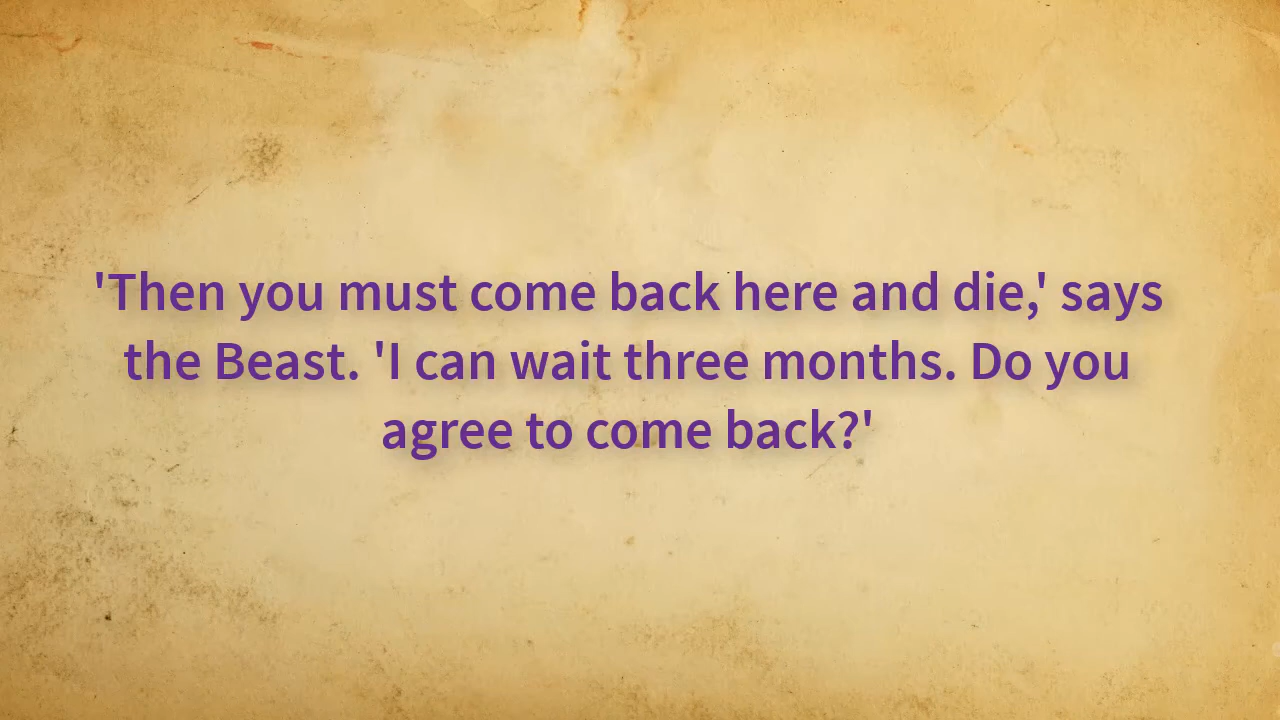 'Then you must come back here and die,' says
the Beast. 'I can wait three months. Do you
agree to come back?'